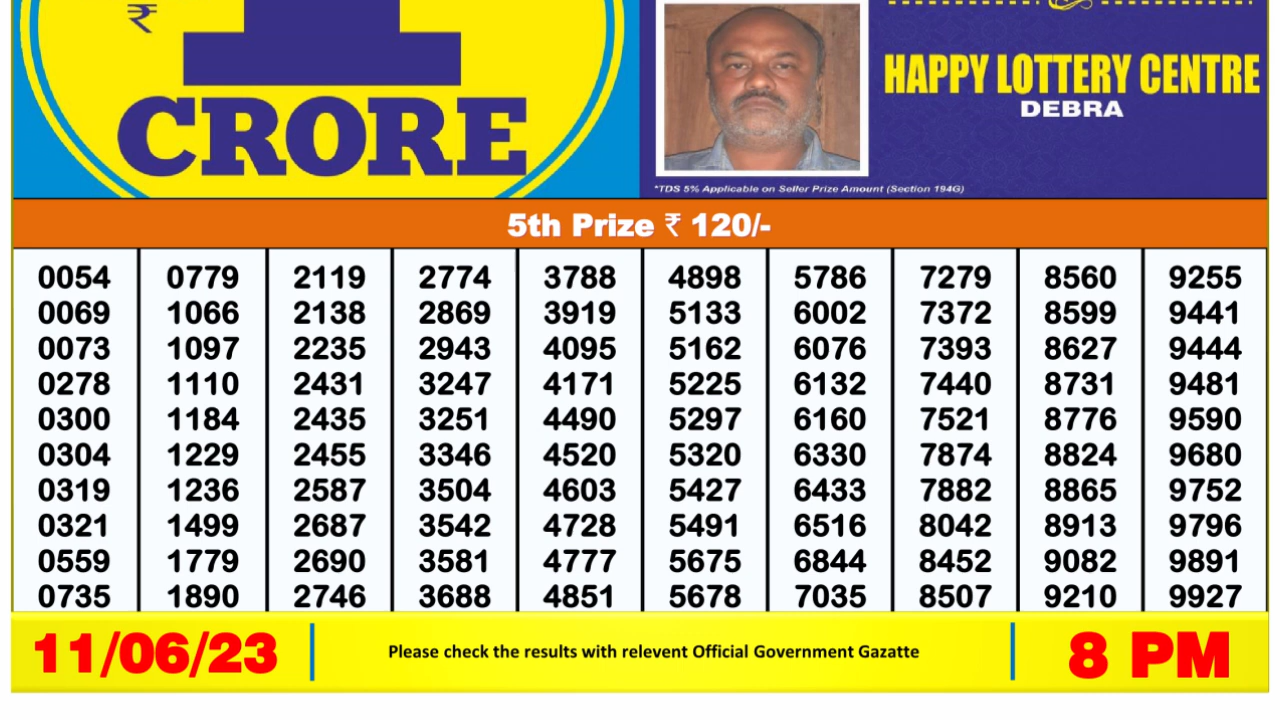 ₹
1
CRORE
HAPPY LOTTERY CENTRE
DEBRA
*TDS 5% Applicable on Seller Prize Amount (Section 194G)
5th Prize ₹ 120/-
0054 0779 2119 2774 3788 4898 5786 7279 8560 9255
0069 1066 2138 2869 3919 5133 6002 7372 8599 9441
0073 1097 2235 2943 4095 5162 6076 7393 8627 9444
0278 1110 2431 3247 4171 5225 6132 7440 8731 9481
0300 1184 2435 3251 4490 5297 6160 7521 8776 9590
0304 1229 2455 3346 4520 5320 6330 7874 8824 9680
0319 1236 2587 3504 4603 5427 6433 7882 8865 9752
0321 1499 2687 3542 4728 5491 6516 8042 8913 9796
0559 1779 2690 3581 4777 5675 6844 8452 9082 9891
0735 1890 2746 3688 4851 5678 7035 8507 9210 9927
11/06/23
Please check the results with relevent Official Government Gazatte
8 PM